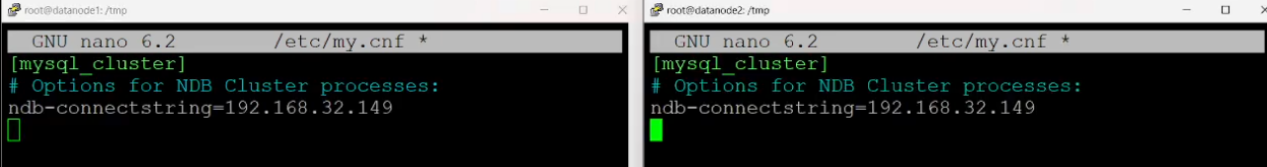 root@datanode1: /tmp
GNU nano 6.2 /etc/my.cnf *
[mysql_cluster]
# Options for NDB Cluster processes:
ndb-connectstring=192.168.32.149
root@datanode2: /tmp
GNU nano 6.2 /etc/my.cnf *
[mysql_cluster]
# Options for NDB Cluster processes:
ndb-connectstring=192.168.32.149